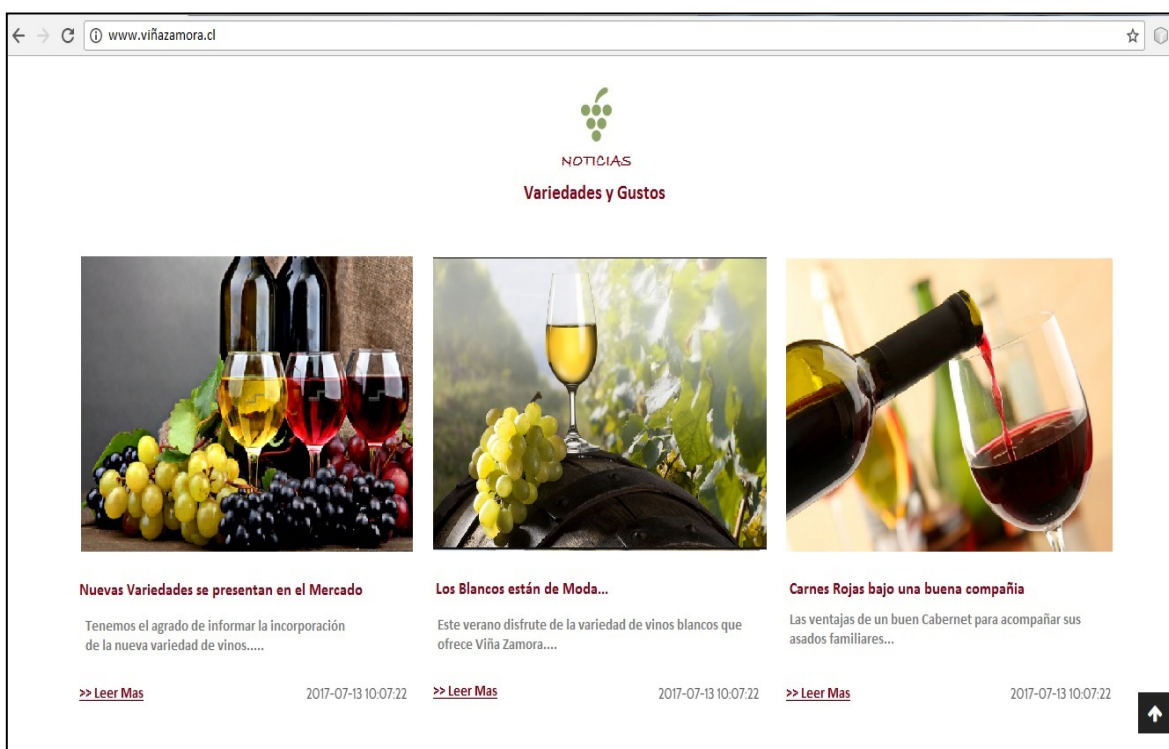 www.viñazamora.cl
NOTICIAS
Variedades y Gustos
Nuevas Variedades se presentan en el Mercado
Tenemos el agrado de informar la incorporación
de la nueva variedad de vinos.....
>> Leer Mas
2017-07-13 10:07:22
Los Blancos están de Moda...
Este verano disfrute de la variedad de vinos blancos que
ofrece Viña Zamora....
>> Leer Mas
2017-07-13 10:07:22
Carnes Rojas bajo una buena compañia
Las ventajas de un buen Cabernet para acompañar sus
asados familiares...
>> Leer Mas
2017-07-13 10:07:22